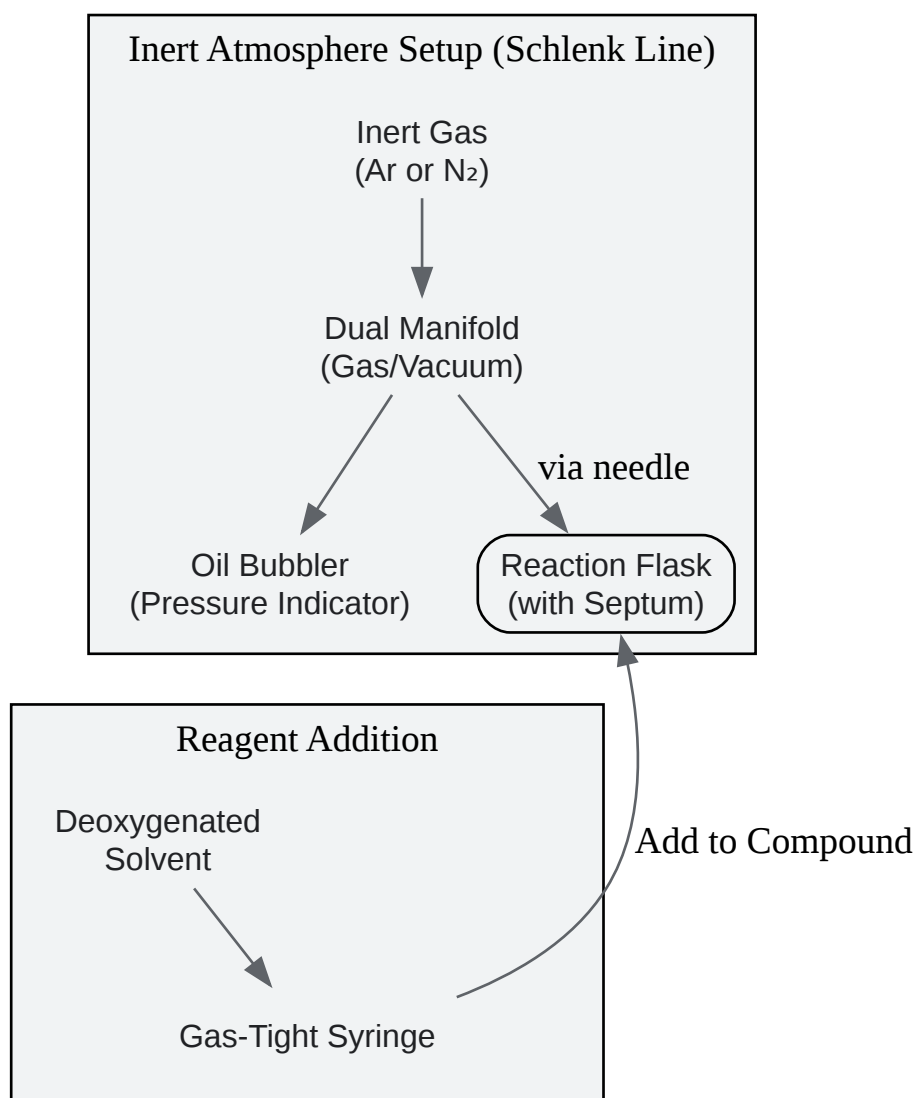 Inert Atmosphere Setup (Schlenk Line)
Inert Gas
(Ar or N₂)
Dual Manifold
(Gas/Vacuum)
via needle
Oil Bubbler
(Pressure Indicator)
Reaction Flask
(with Septum)
Reagent Addition
Deoxygenated
Solvent
Add to Compound
Gas-Tight Syringe